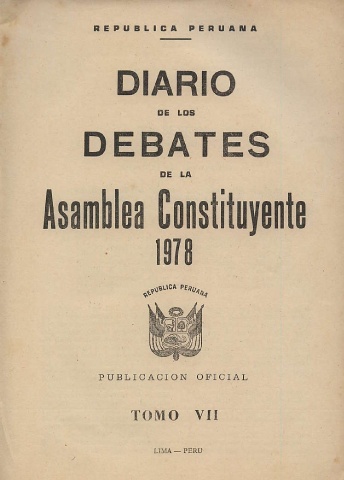 REPUBLICA PERUANA
DIARIO
DE LOS
DEBATES
DE LA
Asamblea Constituyente
1978
REPUBLICA PERUANA
PUBLICACION OFICIAL
TOMO VII
LIMA — PERU